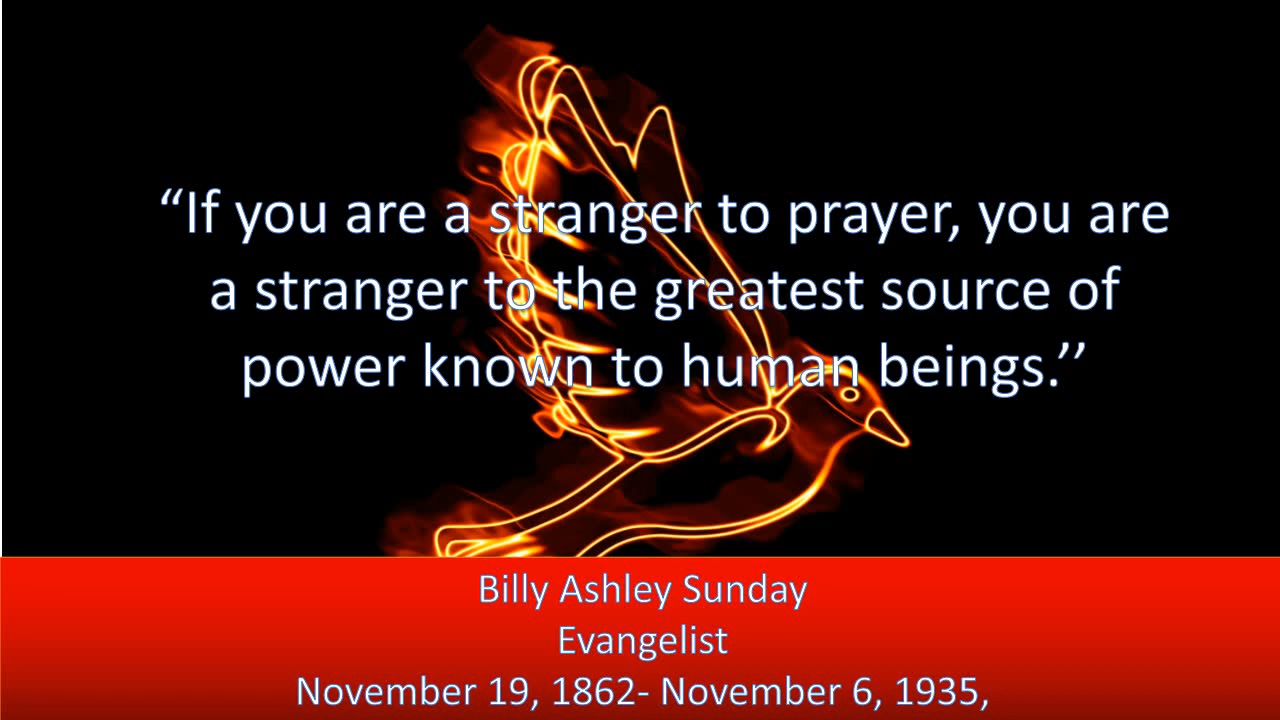 “If you are a stranger to prayer, you are
a stranger to the greatest source of
power known to human beings.’’
Billy Ashley Sunday
Evangelist
November 19, 1862- November 6, 1935,